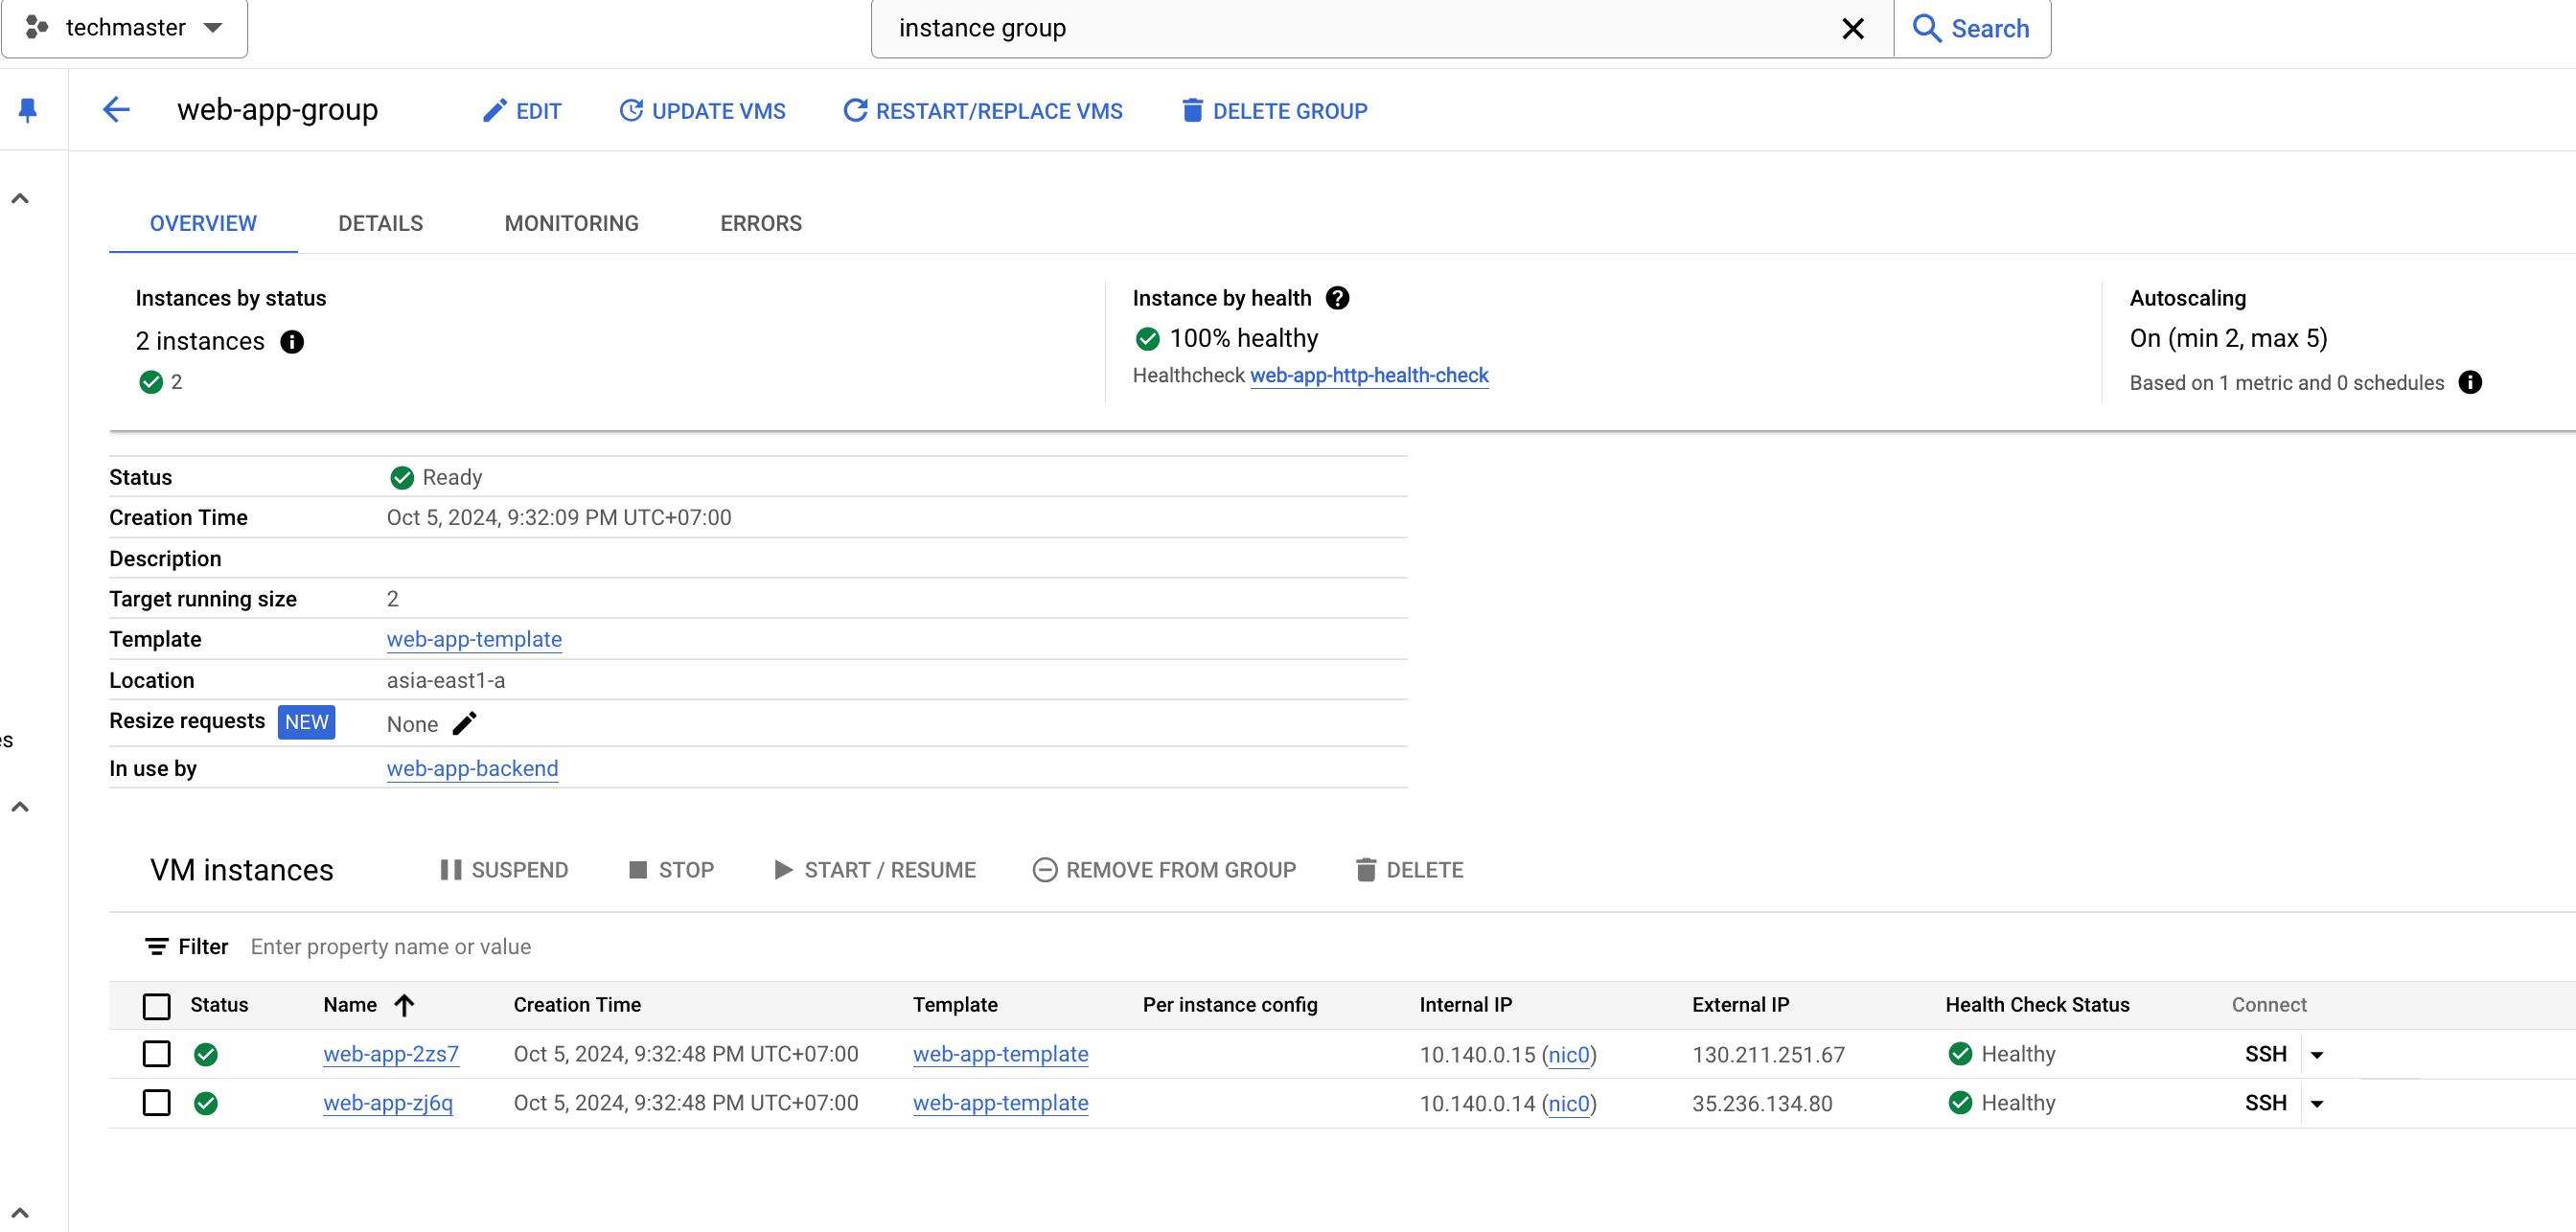 techmaster
instance group
Search
web-app-group
EDIT
UPDATE VMS
RESTART/REPLACE VMS
DELETE GROUP
OVERVIEW
DETAILS
MONITORING
ERRORS
Instances by status
2 instances
2
Instance by health
100% healthy
Healthcheck web-app-http-health-check
Autoscaling
On (min 2, max 5)
Based on 1 metric and 0 schedules
Status Ready
Creation Time Oct 5, 2024, 9:32:09 PM UTC+07:00
Description
Target running size 2
Template web-app-template
Location asia-east1-a
Resize requests NEW None
es
In use by web-app-backend
VM instances SUSPEND STOP START / RESUME REMOVE FROM GROUP DELETE
Filter Enter property name or value
Status Name Creation Time Template Per instance config Internal IP External IP Health Check Status Connect
web-app-2zs7 Oct 5, 2024, 9:32:48 PM UTC+07:00 web-app-template 10.140.0.15 (nic0) 130.211.251.67 Healthy SSH
web-app-zj6q Oct 5, 2024, 9:32:48 PM UTC+07:00 web-app-template 10.140.0.14 (nic0) 35.236.134.80 Healthy SSH